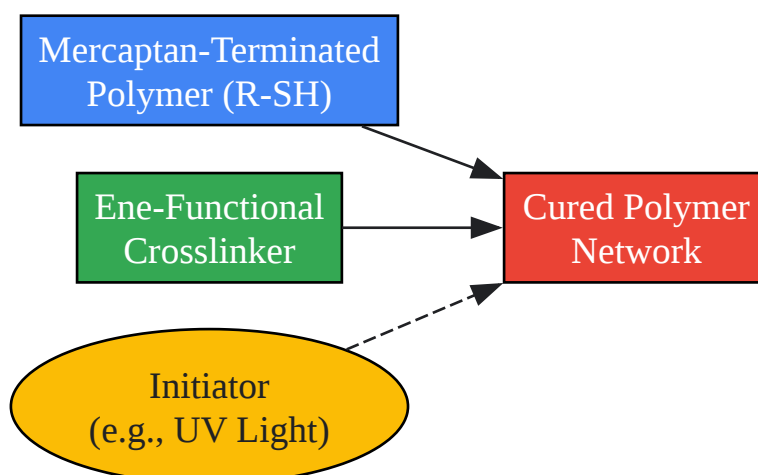 Mercaptan-Terminated
Polymer (R-SH)
Ene-Functional
Crosslinker
Cured Polymer
Network
Initiator
(e.g., UV Light)